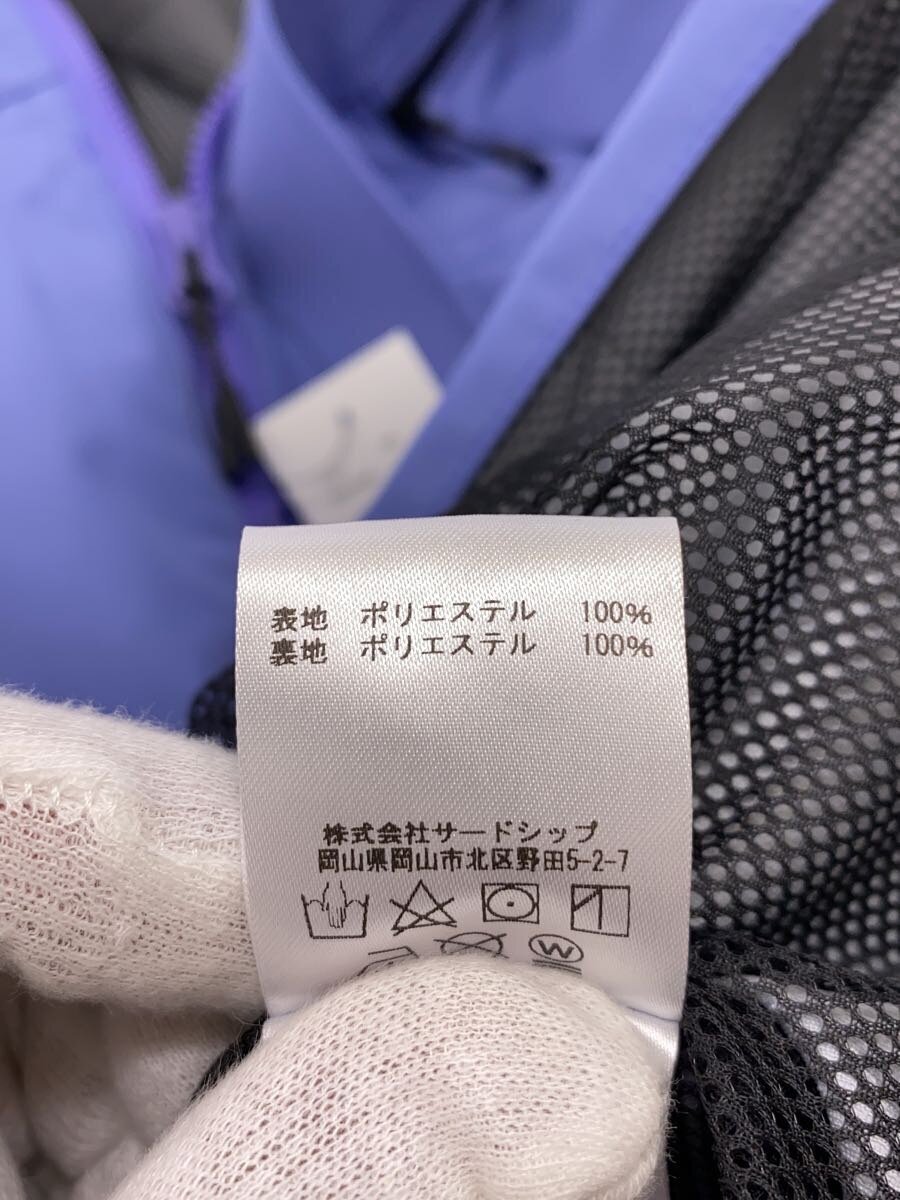 表地 ポリエステル 100%
裏地 ポリエステル 100%
株式会社サードシップ
岡山県岡山市北区野田5-2-7
W